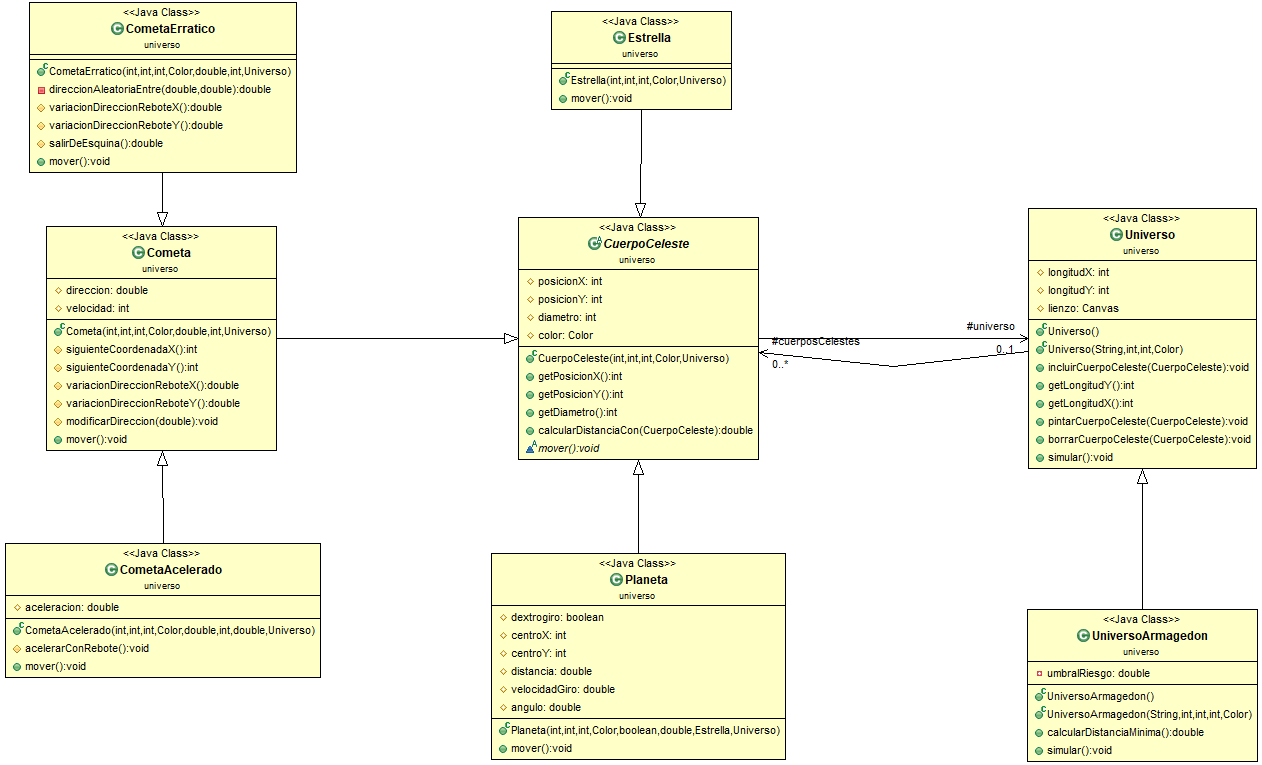 <<Java Class>>
CometaErratico
universo
CometaErratico(int,int,int,Color,double,int,Universo)
direccionAleatoriaEntre(double,double):double
variacionDireccionReboteX():double
variacionDireccionReboteY():double
salirDeEsquina():double
mover():void
<<Java Class>>
Estrella
universo
Estrella(int,int,int,Color,Universo)
mover():void
<<Java Class>>
Cometa
universo
direccion: double
velocidad: int
Cometa(int,int,int,Color,double,int,Universo)
siguienteCoordenadaX():int
siguienteCoordenadaY():int
variacionDireccionReboteX():double
variacionDireccionReboteY():double
modificarDireccion(double):void
mover():void
<<Java Class>>
CuerpoCeleste
universo
posicionX: int
posicionY: int
diametro: int
color: Color
CuerpoCeleste(int,int,int,Color,Universo)
getPosicionX():int
getPosicionY():int
getDiametro():int
calcularDistanciaCon(CuerpoCeleste):double
mover():void
#universo
0..1
#cuerposCelestes
0..*
<<Java Class>>
Universo
universo
longitudX: int
longitudY: int
lienzo: Canvas
Universo()
Universo(String,int,int,Color)
incluirCuerpoCeleste(CuerpoCeleste):void
getLongitudY():int
getLongitudX():int
pintarCuerpoCeleste(CuerpoCeleste):void
borrarCuerpoCeleste(CuerpoCeleste):void
simular():void
<<Java Class>>
CometaAcelerado
universo
aceleracion: double
CometaAcelerado(int,int,int,Color,double,int,double,Universo)
acelerarConRebote():void
mover():void
<<Java Class>>
Planeta
universo
dextrogiro: boolean
centroX: int
centroY: int
distancia: double
velocidadGiro: double
angulo: double
Planeta(int,int,int,Color,boolean,double,Estrella,Universo)
mover():void
<<Java Class>>
UniversoArmagedon
universo
umbralRiesgo: double
UniversoArmagedon()
UniversoArmagedon(String,int,int,int,Color)
calcularDistanciaMinima():double
simular():void